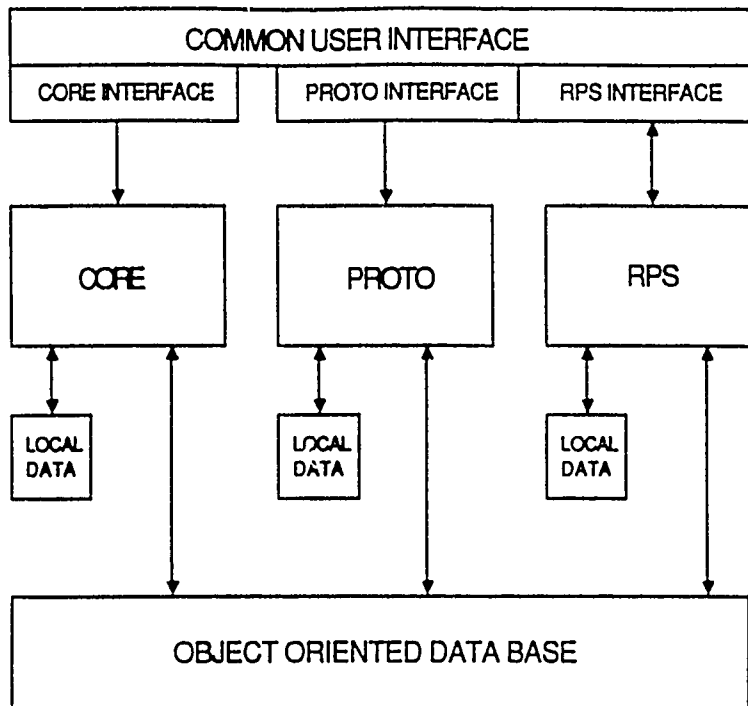 COMMON USER INTERFACE
CORE INTERFACE
PROTO INTERFACE
RPS INTERFACE
CORE
PROTO
RPS
LOCAL
DATA
LOCAL
DATA
LOCAL
DATA
OBJECT ORIENTED DATA BASE